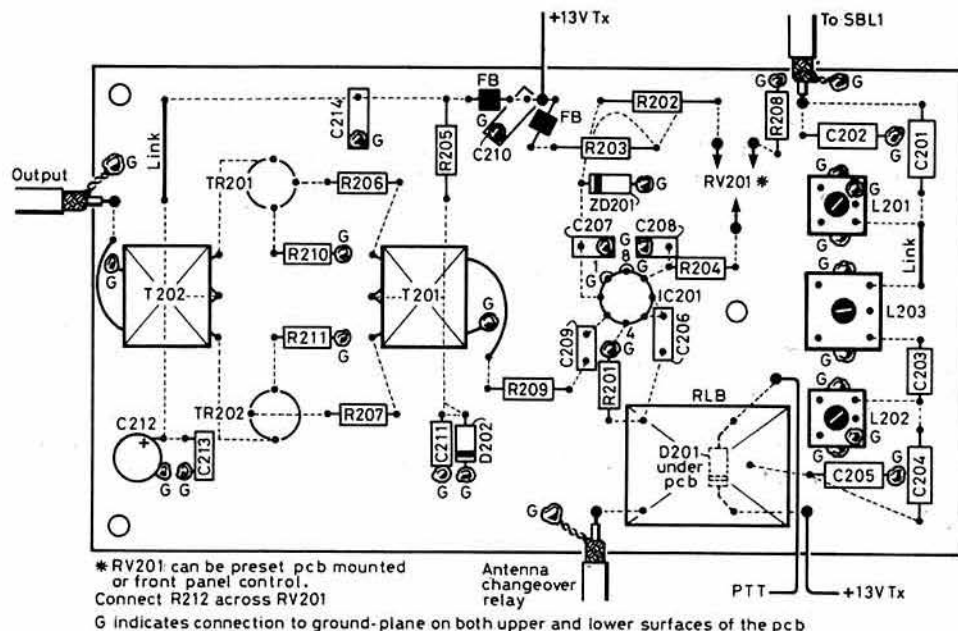 +13V Tx
To SBL1
G
G
FB
G
R208
R202
C214
G
G
C210
FB
R203
C202
G
C201
Link
R205
Output
G
TR201
R206
RV201 *
ZD201
G
G
L201
C207
C208
G
G
G
R210
G
1
8
R204
Link
G
T202
T201
IC201
G
L203
R211
G
C209
4
G
C206
C203
R201
R209
RLB
G
TR202
R207
L202
G
C212
+
C213
C211
D202
D201
under
pcb
C205
G
C204
G
G
G
G
G
* RV201 can be preset pcb mounted
or front panel control.
Connect R212 across RV201
Antenna
changeover
relay
PTT
+13V Tx
G indicates connection to ground-plane on both upper and lower surfaces of the pcb